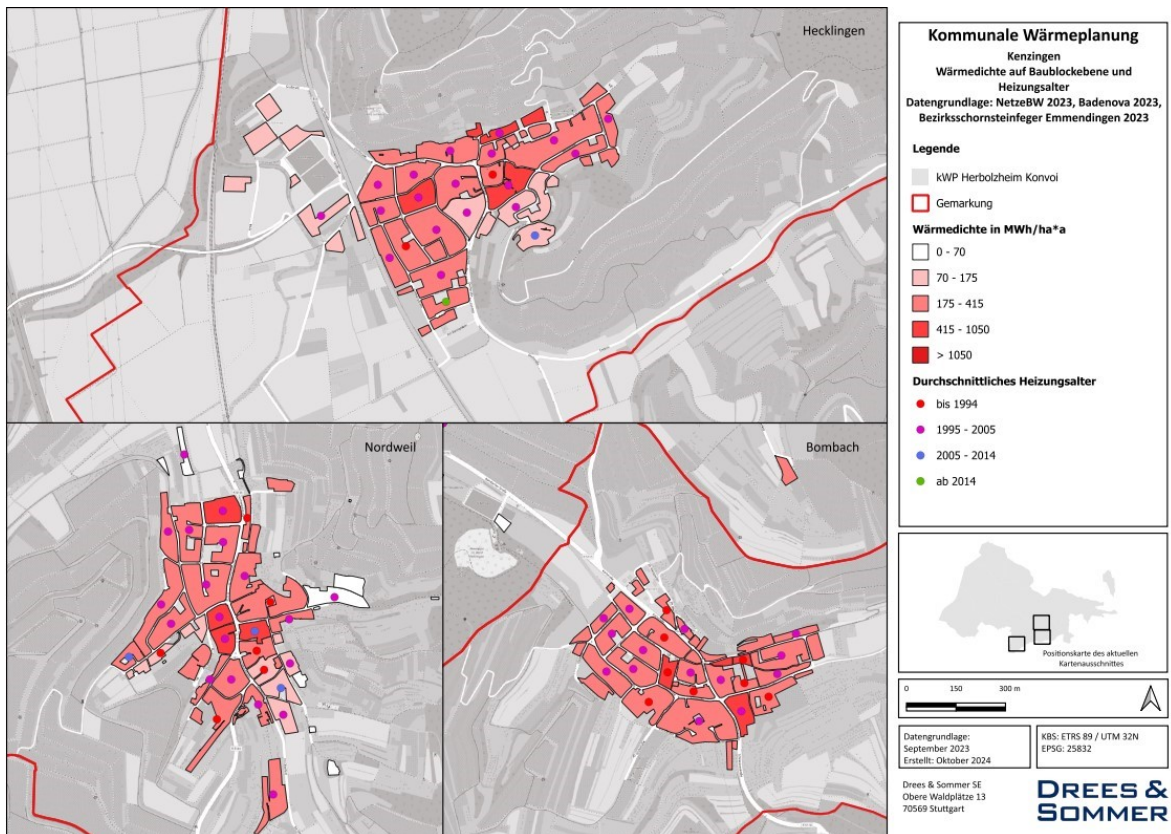 Hecklingen
Nordweil
Bombach
Kommunale Wärmeplanung
Kenzingen
Wärmedichte auf Baublockebene und
Heizungsalter
Datengrundlage: NetzeBW 2023, Badenova 2023,
Bezirksschornsteinfeger Emmendingen 2023
Legende
kWP Herbolzheim Konvoi
Gemarkung
Wärmedichte in MWh/ha*a
0 - 70
70 - 175
175 - 415
415 - 1050
> 1050
Durchschnittliches Heizungsalter
bis 1994
1995 - 2005
2005 - 2014
ab 2014
Positionskarte des aktuellen
Kartenausschnittes
0 150 300 m
Datengrundlage:
September 2023
Erstellt: Oktober 2024
KBS: ETRS 89 / UTM 32N
EPSG: 25832
Drees & Sommer SE
Obere Waldplätze 13
70569 Stuttgart
DREES &
SOMMER